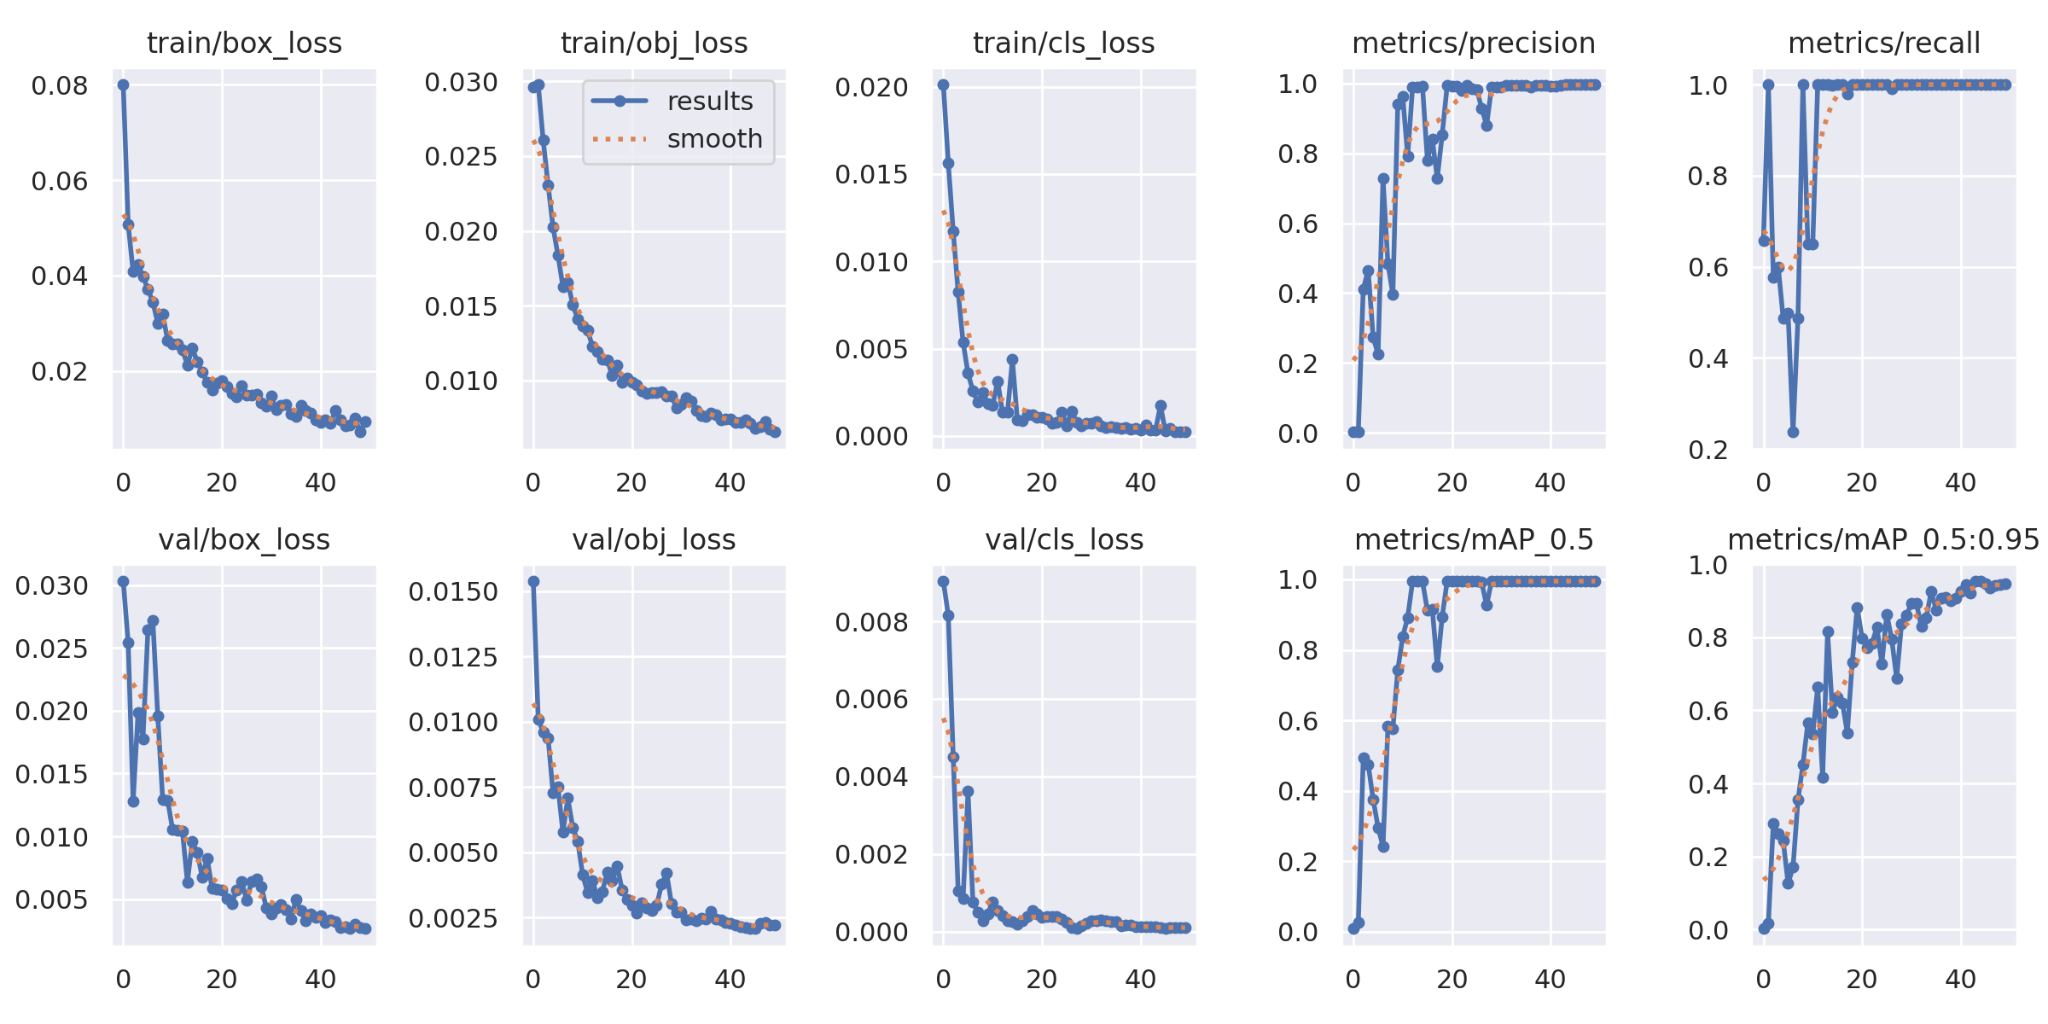 train/box_loss
0.08
0.06
0.04
0.02
0 20 40
train/obj_loss
0.030
0.025
0.020
0.015
0.010
results
smooth
0 20 40
train/cls_loss
0.020
0.015
0.010
0.005
0.000
0 20 40
metrics/precision
1.0
0.8
0.6
0.4
0.2
0.0
0 20 40
metrics/recall
1.0
0.8
0.6
0.4
0.2
0 20 40
val/box_loss
0.030
0.025
0.020
0.015
0.010
0.005
0 20 40
val/obj_loss
0.0150
0.0125
0.0100
0.0075
0.0050
0.0025
0 20 40
val/cls_loss
0.008
0.006
0.004
0.002
0.000
0 20 40
metrics/mAP_0.5
1.0
0.8
0.6
0.4
0.2
0.0
0 20 40
metrics/mAP_0.5:0.95
1.0
0.8
0.6
0.4
0.2
0.0
0 20 40